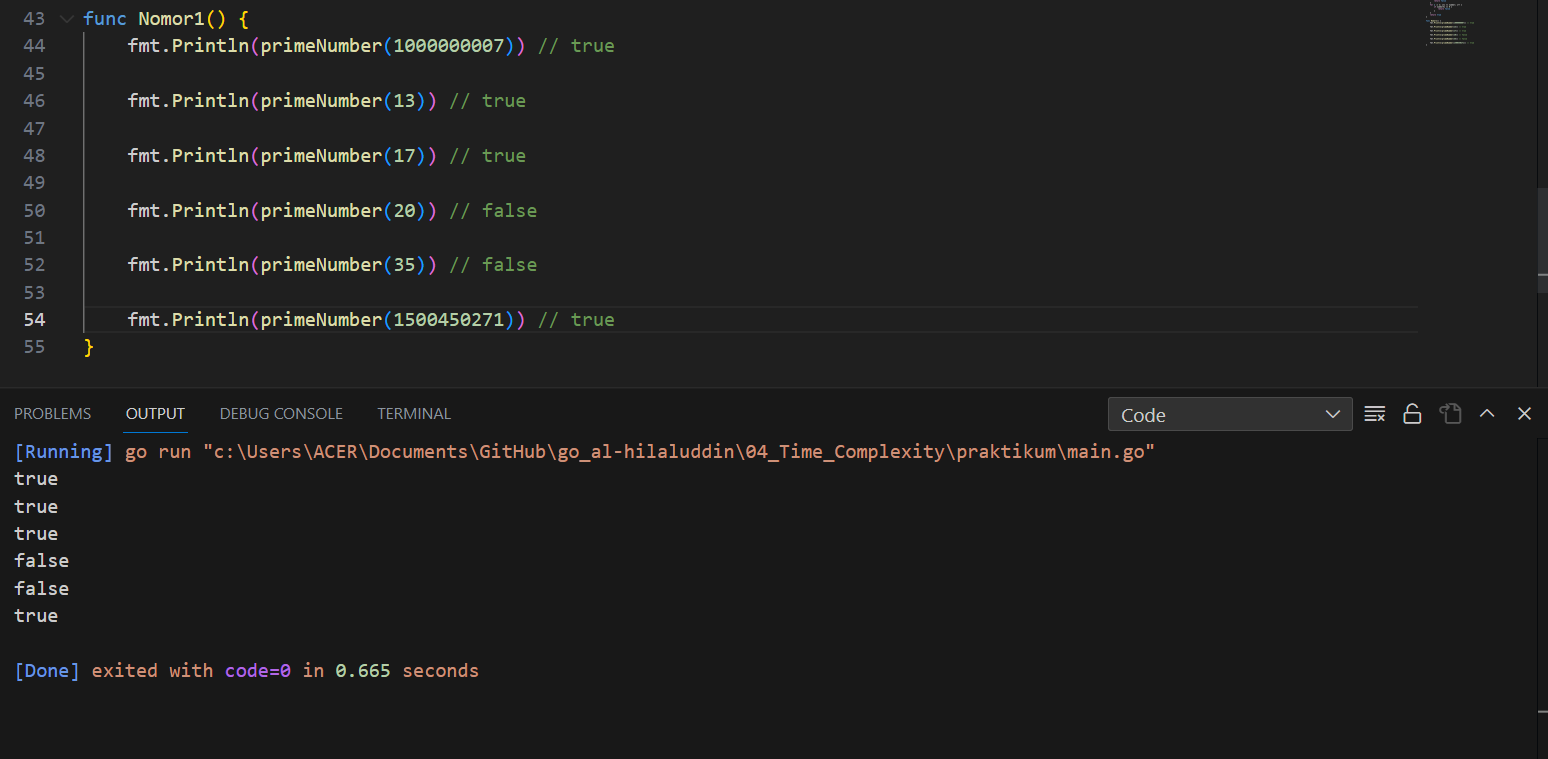 43 func Nomor1() {
44 fmt.Println(primeNumber(1000000007)) // true
45
46 fmt.Println(primeNumber(13)) // true
47
48 fmt.Println(primeNumber(17)) // true
49
50 fmt.Println(primeNumber(20)) // false
51
52 fmt.Println(primeNumber(35)) // false
53
54 fmt.Println(primeNumber(1500450271)) // true
55 }
PROBLEMS OUTPUT DEBUG CONSOLE TERMINAL Code
[Running] go run "c:\Users\ACER\Documents\GitHub\go_al-hilaluddin\04_Time_Complexity\praktikum\main.go"
true
true
true
false
false
true
[Done] exited with code=0 in 0.665 seconds